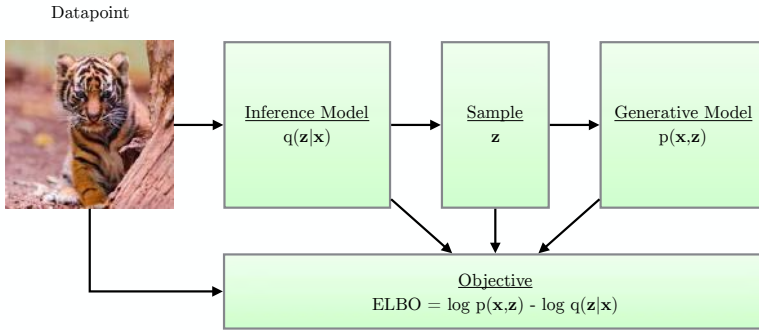 Datapoint
Inference Model
q(z|x)
Sample
z
Generative Model
p(x,z)
Objective
ELBO = log p(x,z) - log q(z|x)